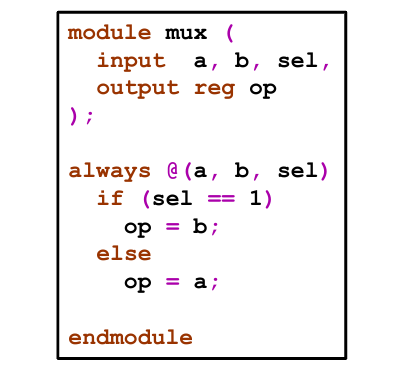 module mux (
  input  a, b, sel,
  output reg op
);

always @(a, b, sel)
  if (sel == 1)
    op = b;
  else
    op = a;

endmodule